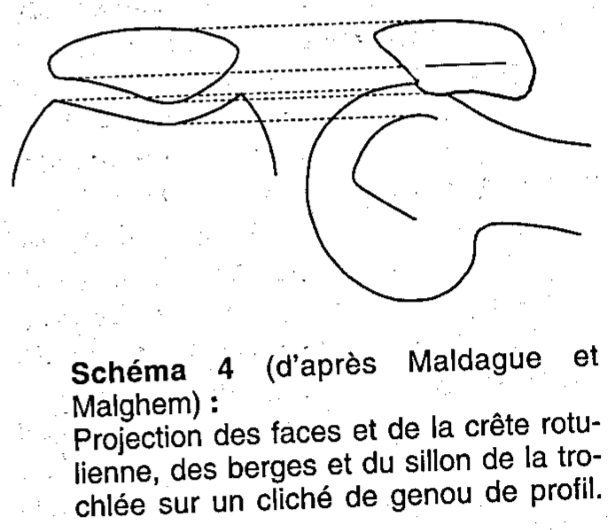 Schéma 4 (d'après Maldague et
Malghem) :
Projection des faces et de la crête rotu-
lienne, des berges et du sillon de la tro-
chlée sur un cliché de genou de profil.